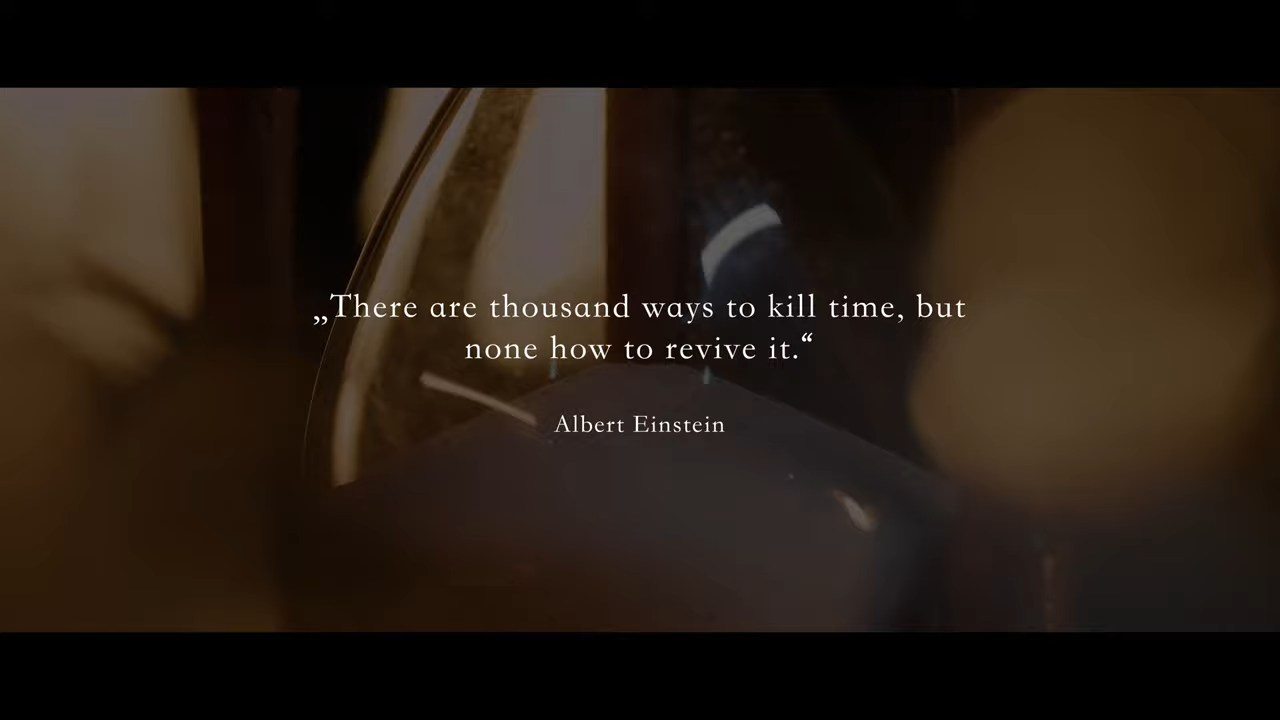 „There are thousand ways to kill time, but
none how to revive it.“
Albert Einstein